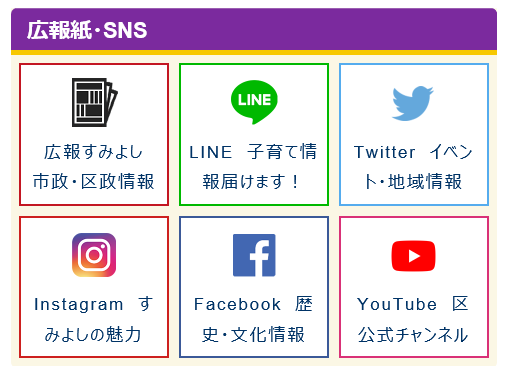 広報紙・SNS
広報すみよし
市政・区政情報
LINE
LINE 子育て情
報届けます！
Twitter イベン
ト・地域情報
Instagram す
みよしの魅力
Facebook 歴
史・文化情報
YouTube 区
公式チャンネル